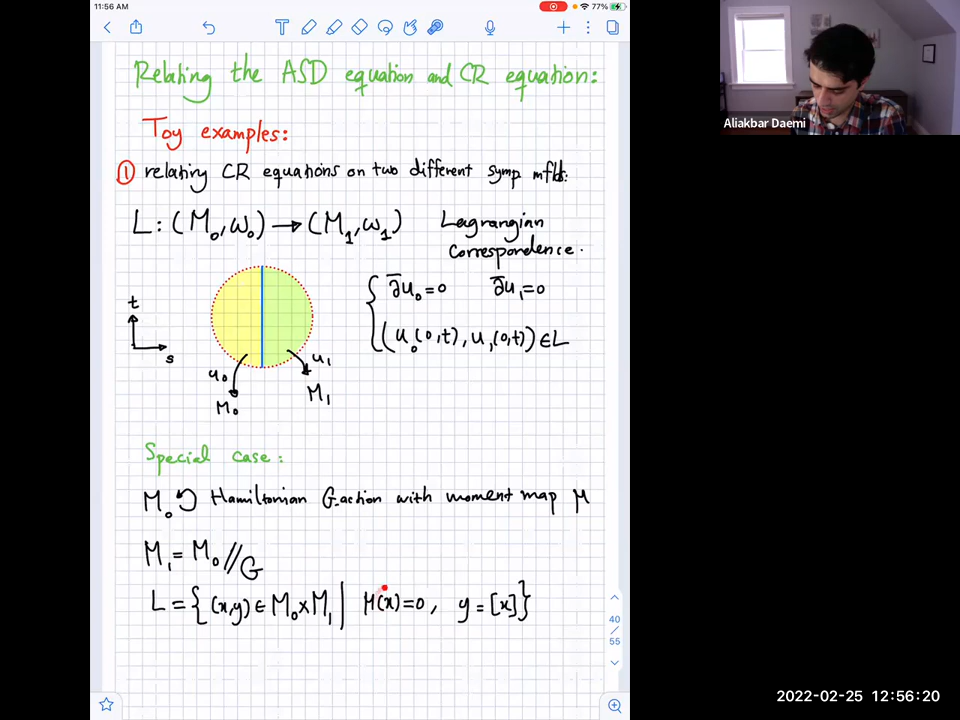 11:56 AM
77%
Relating the ASD equation and CR equation:
Toy examples:
① relating CR equations on two different symp mfld:
L : (M₀, ω₀) → (M₁, ω₁) Lagrangian
correspondence.
∂̄u₀ = 0 ∂̄u₁ = 0
(u₀(0,t), u₁(0,t)) ∈ L
t
s
u₀
M₀
u₁
M₁
Special case:
M₀ ↺ Hamiltonian G-action with moment map μ
M₁ = M₀//G
L = { (x,y) ∈ M₀ × M₁ | μ(x) = 0, y = [x] }
40
/
55
Aliakbar Daemi
2022-02-25 12:56:20